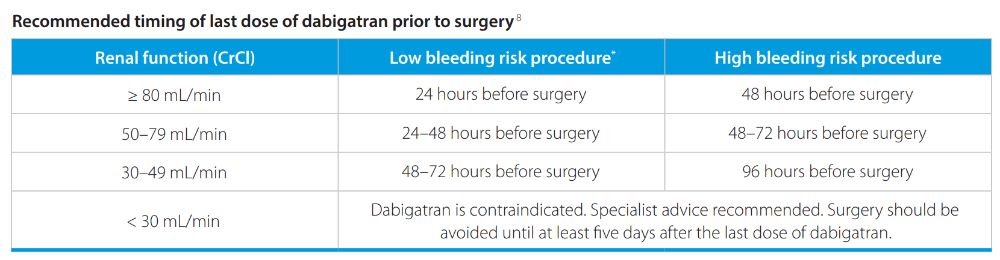 Recommended timing of last dose of dabigatran prior to surgery 8
Renal function (CrCl) Low bleeding risk procedure* High bleeding risk procedure
≥ 80 mL/min 24 hours before surgery 48 hours before surgery
50–79 mL/min 24–48 hours before surgery 48–72 hours before surgery
30–49 mL/min 48–72 hours before surgery 96 hours before surgery
< 30 mL/min Dabigatran is contraindicated. Specialist advice recommended. Surgery should be
avoided until at least five days after the last dose of dabigatran.